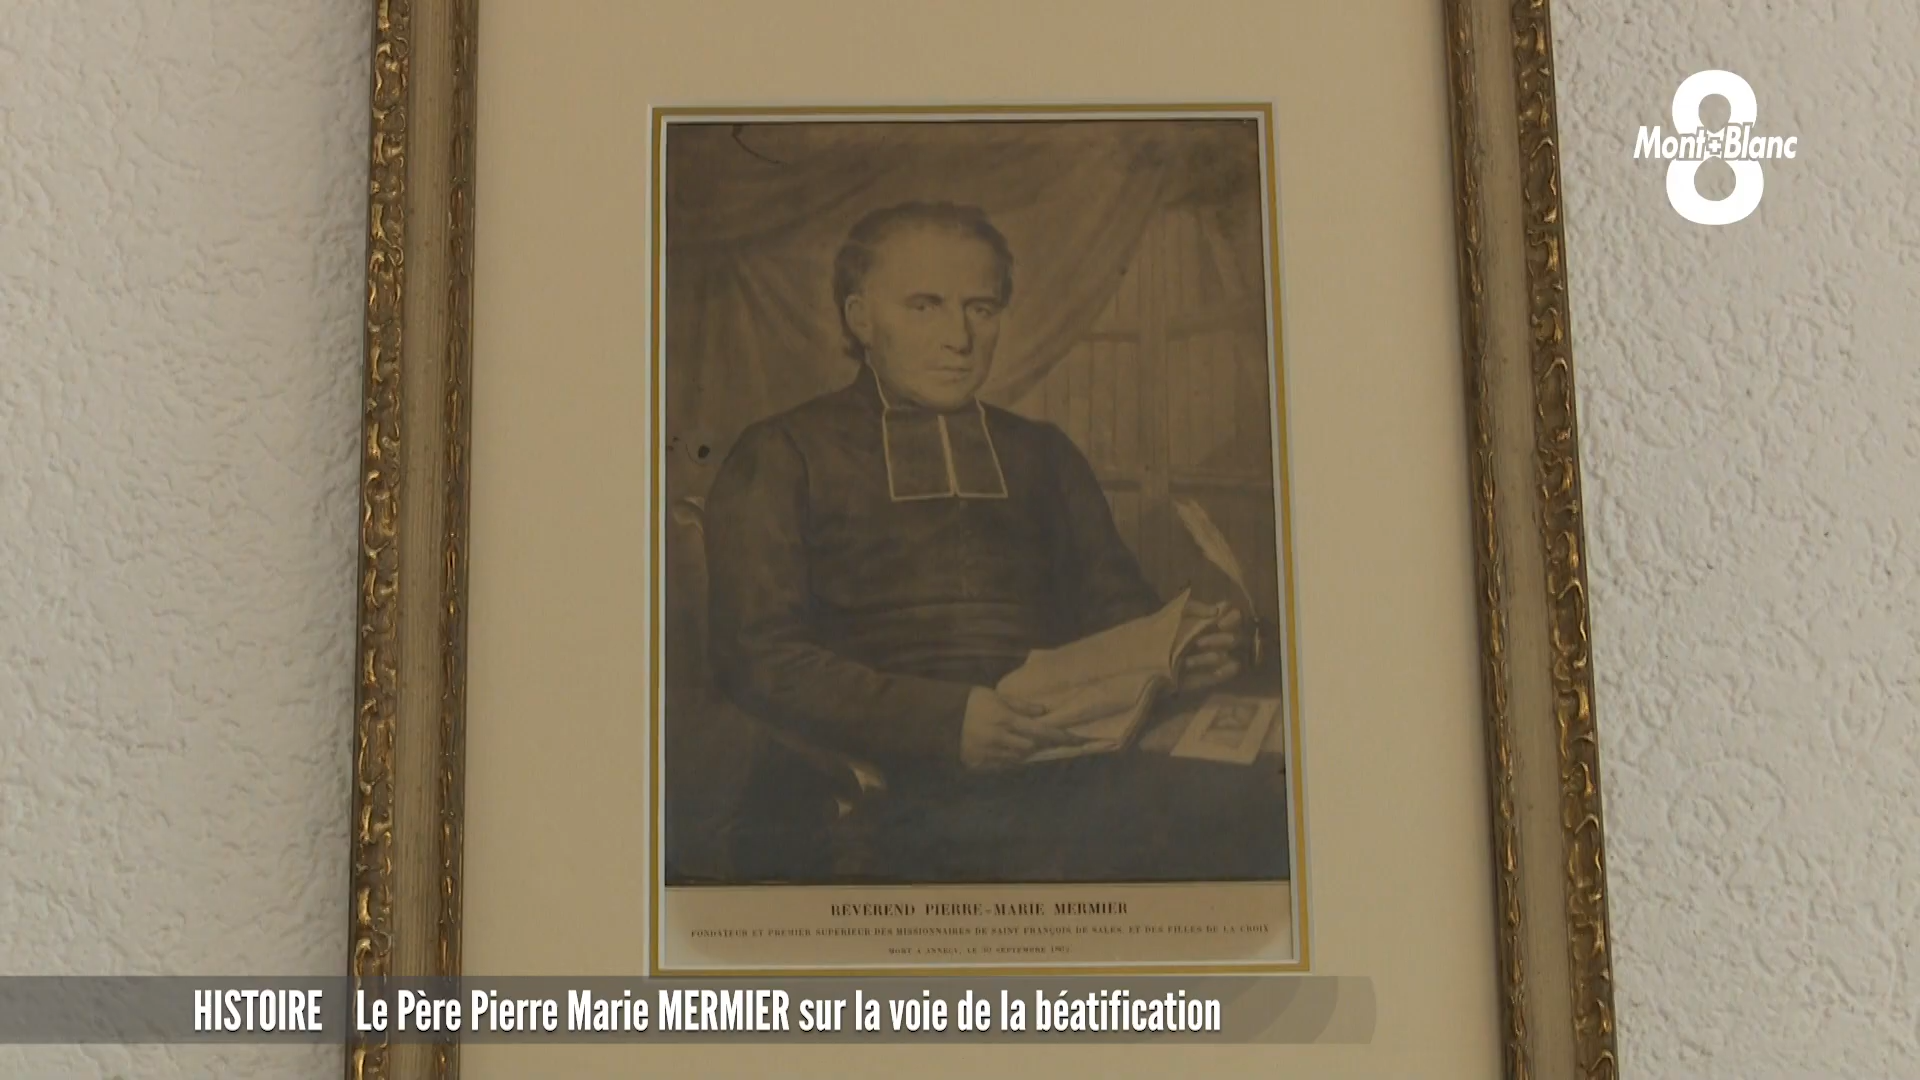 8
Mont Blanc
REVEREND PIERRE-MARIE MERMIER
FONDATEUR ET PREMIER SUPERIEUR DES MISSIONNAIRES DE SAINT FRANÇOIS DE SALES, ET DES FILLES DE LA CROIX
MORT A ANNECY, LE 30 SEPTEMBRE
HISTOIRE Le Père Pierre Marie MERMIER sur la voie de la béatification